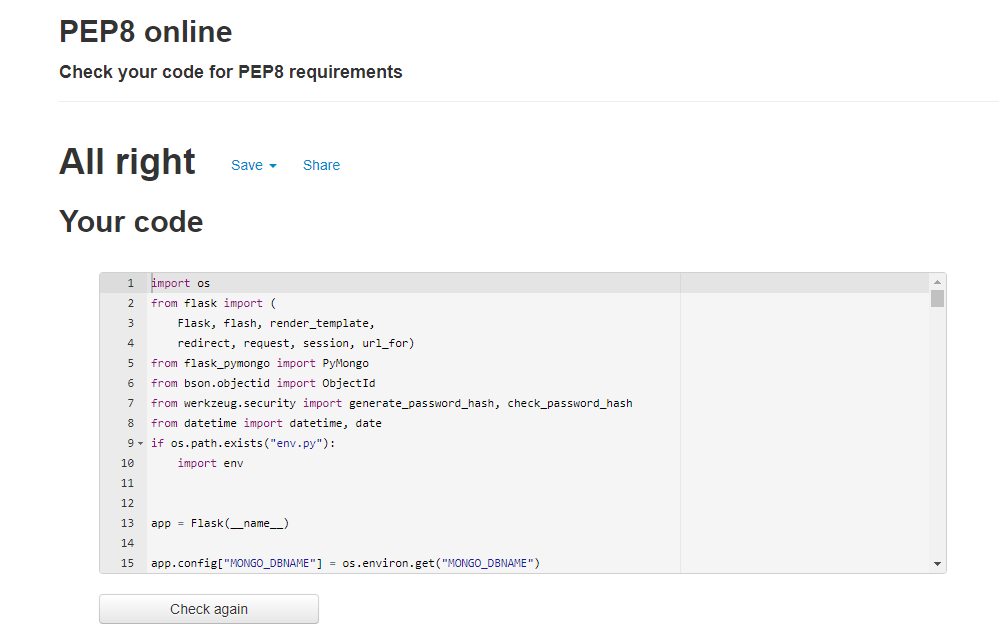 PEP8 online
Check your code for PEP8 requirements
All right Save Share
Your code
1 import os
2 from flask import (
3 Flask, flash, render_template,
4 redirect, request, session, url_for)
5 from flask_pymongo import PyMongo
6 from bson.objectid import ObjectId
7 from werkzeug.security import generate_password_hash, check_password_hash
8 from datetime import datetime, date
9 if os.path.exists("env.py"):
10 import env
11
12
13 app = Flask(__name__)
14
15 app.config["MONGO_DBNAME"] = os.environ.get("MONGO_DBNAME")
Check again